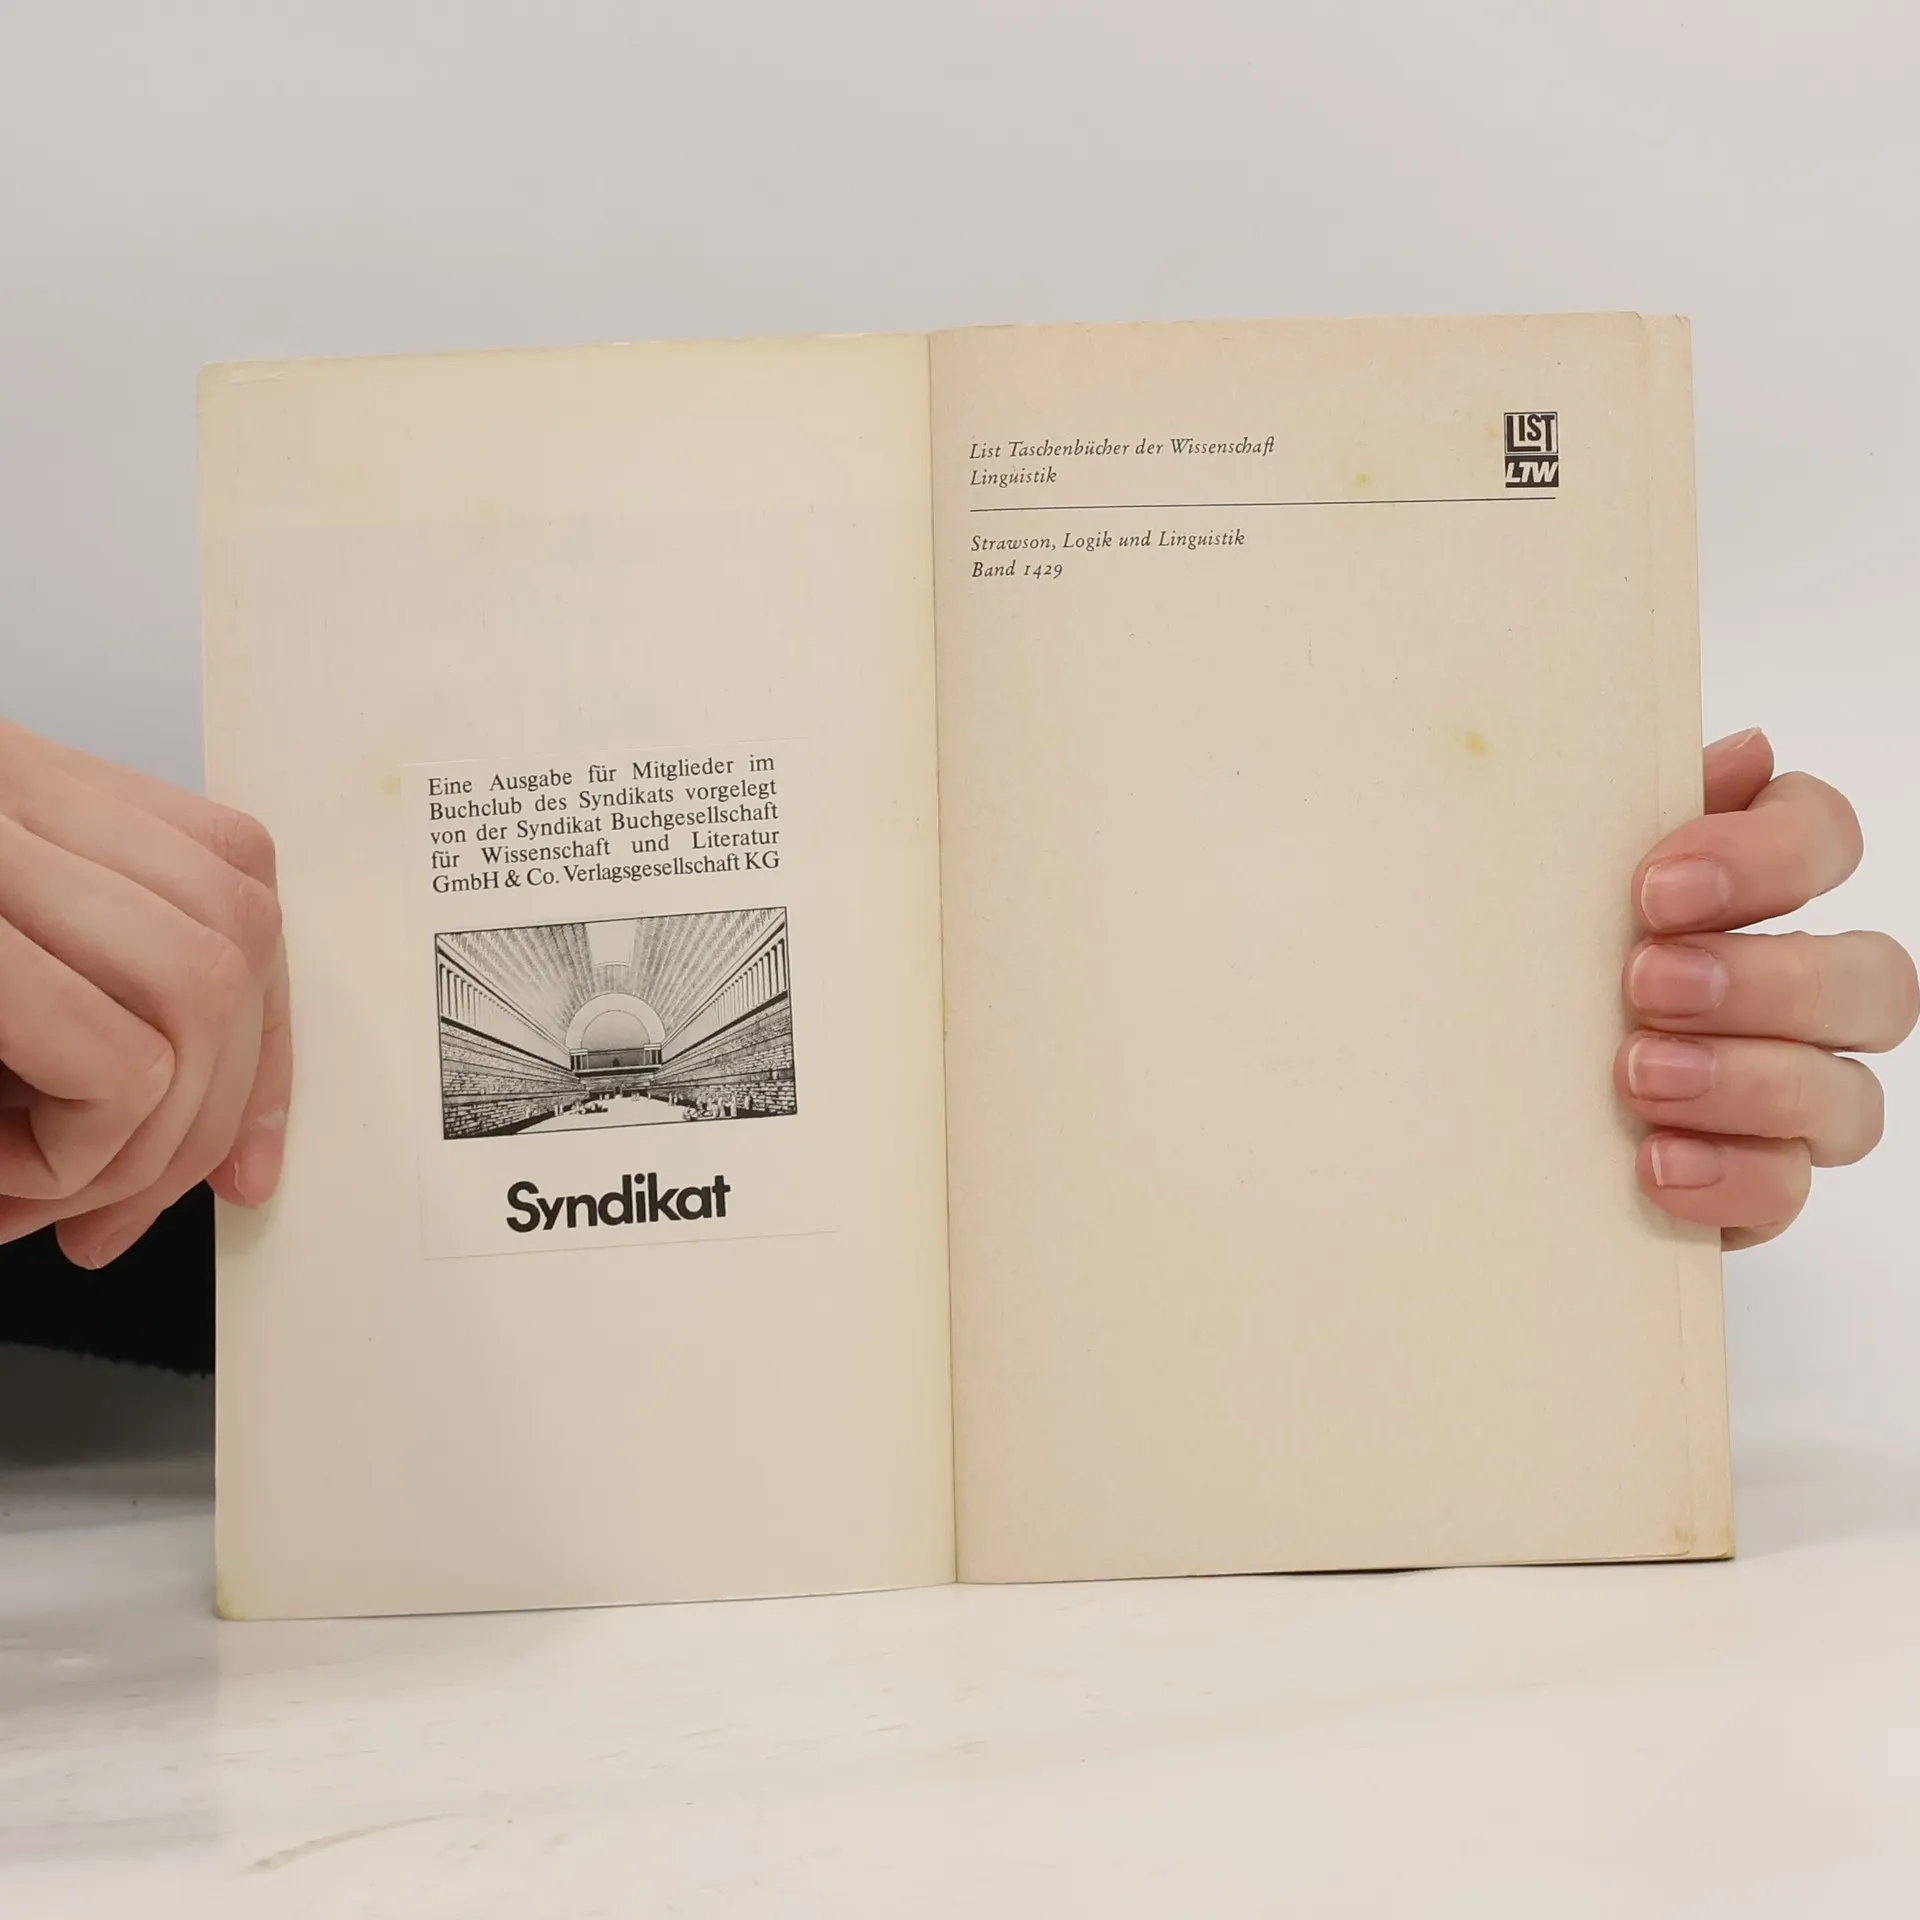 Eine Ausgabe für Mitglieder im
Buchclub des Syndikats vorgelegt
von der Syndikat Buchgesellschaft
für Wissenschaft und Literatur
GmbH & Co. Verlagsgesellschaft KG
Syndikat
List Taschenbücher der Wissenschaft
Linguistik
LIST
LTW
Strawson, Logik und Linguistik
Band 1429